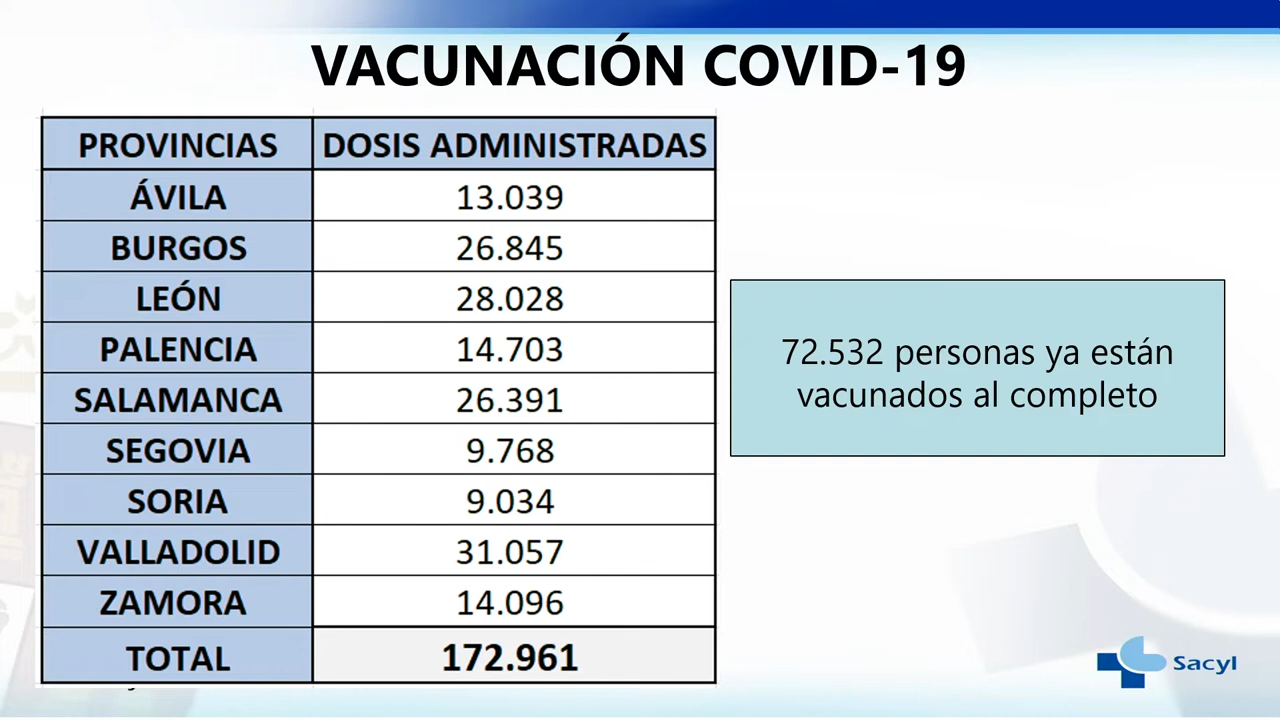 VACUNACIÓN COVID-19
PROVINCIAS DOSIS ADMINISTRADAS
ÁVILA 13.039
BURGOS 26.845
LEÓN 28.028
PALENCIA 14.703
SALAMANCA 26.391
SEGOVIA 9.768
SORIA 9.034
VALLADOLID 31.057
ZAMORA 14.096
TOTAL 172.961
72.532 personas ya están
vacunados al completo
Sacyl